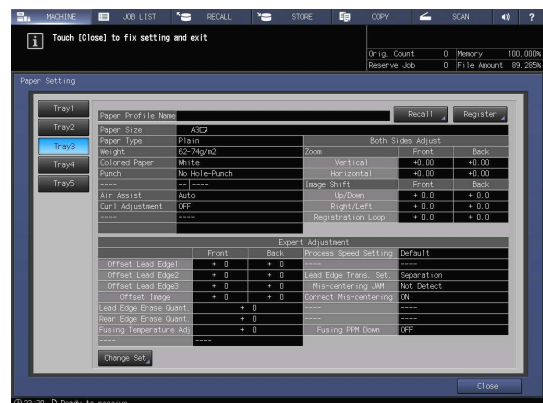 MACHINE JOB LIST RECALL STORE COPY SCAN ?
Touch [Close] to fix setting and exit
Orig. Count 0 Memory 100.000%
Reserve Job 0 File Amount 89.285%
Paper Setting
Tray1
Tray2
Tray3
Tray4
Tray5
Paper Profile Name Recall Register
Paper Size A3
Paper Type Plain Both Sides Adjust
Weight 62-74g/m2 Zoom Front Back
Colored Paper White Vertical +0.00 +0.00
Punch No Hole-Punch Horizontal +0.00 +0.00
---- -- ---- Image Shift Front Back
Air Assist Auto Up/Down + 0.0 + 0.0
Curl Adjustment OFF Right/Left + 0.0 + 0.0
---- ---- Registration Loop + 0.0 + 0.0
Expert Adjustment
Front Back Process Speed Setting Default
Offset Lead Edge1 + 0 + 0 ---- ----
Offset Lead Edge2 + 0 + 0 Lead Edge Trans. Set. Separation
Offset Lead Edge3 + 0 + 0 Mis-centering JAM Not Detect
Offset Image + 0 + 0 Correct Mis-centering ON
Lead Edge Erase Quant. + 0 ---- ----
Rear Edge Erase Quant. + 0 ---- ----
Fusing Temperature Adj + 0 Fusing PPM Down OFF
---- ----
Change Set
Close
Ready to receive